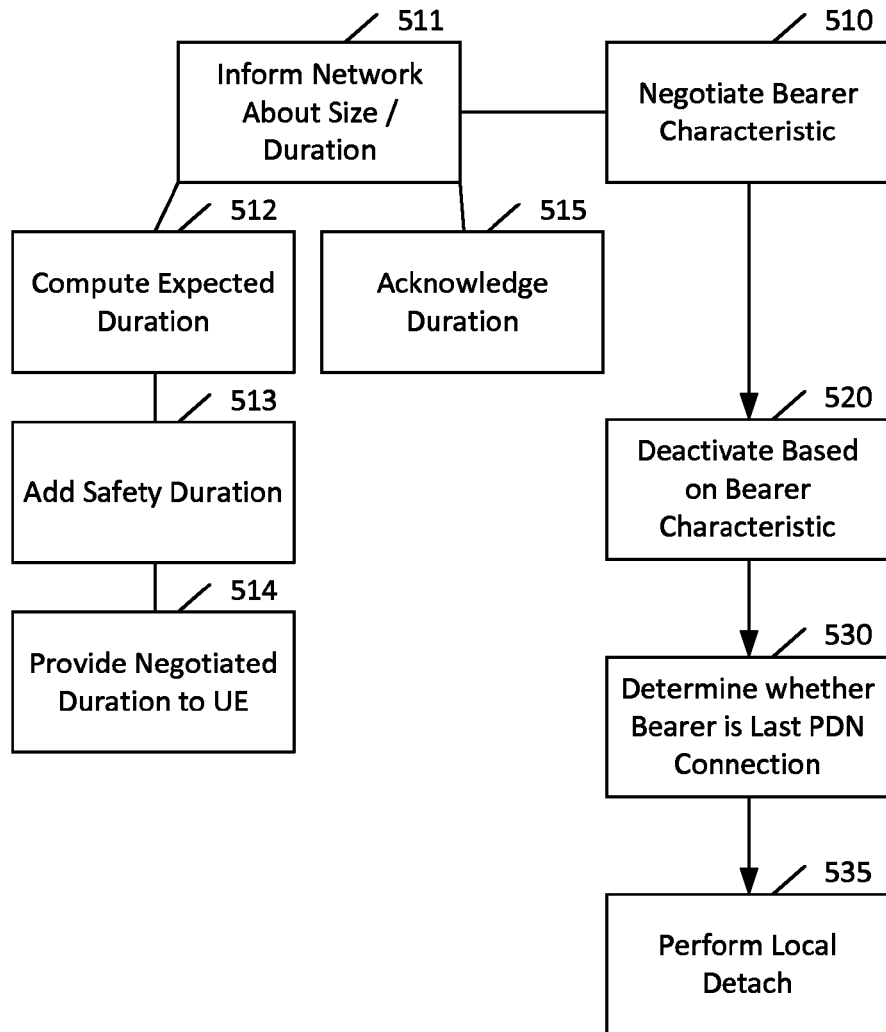 511
Inform Network
About Size /
Duration
510
Negotiate Bearer
Characteristic
512
Compute Expected
Duration
515
Acknowledge
Duration
513
Add Safety Duration
520
Deactivate Based
on Bearer
Characteristic
514
Provide Negotiated
Duration to UE
530
Determine whether
Bearer is Last PDN
Connection
535
Perform Local
Detach